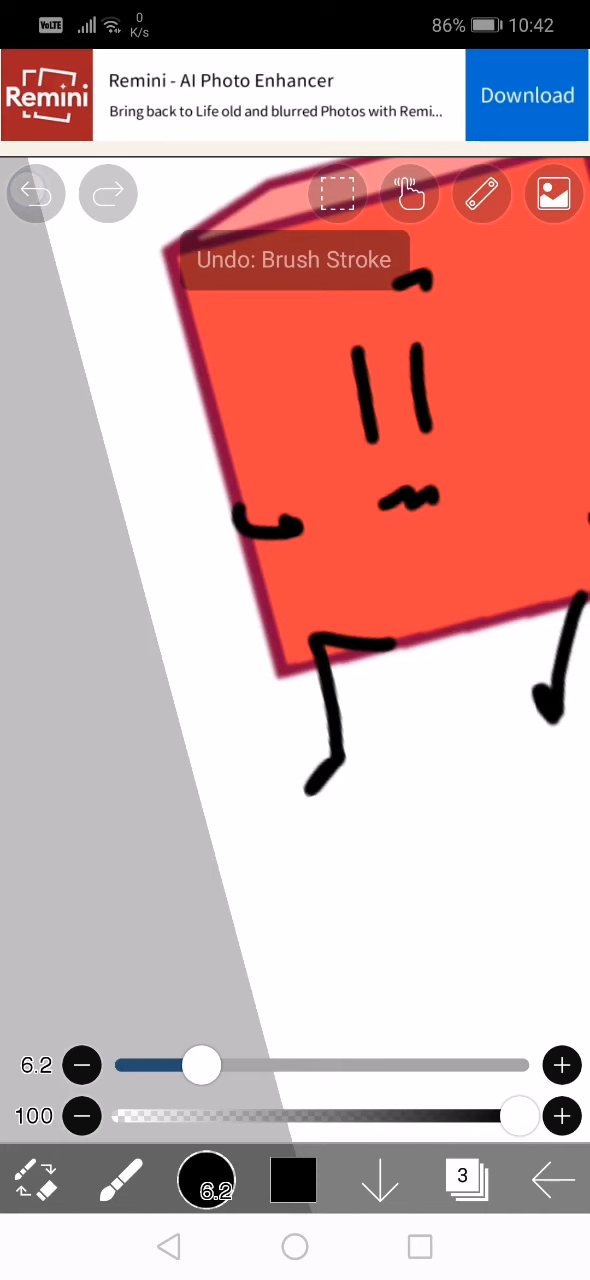 VoLTE 0 K/s 86% 10:42
Remini
Remini - AI Photo Enhancer
Bring back to Life old and blurred Photos with Remi...
Download
Undo: Brush Stroke
6.2
100
6.2
3